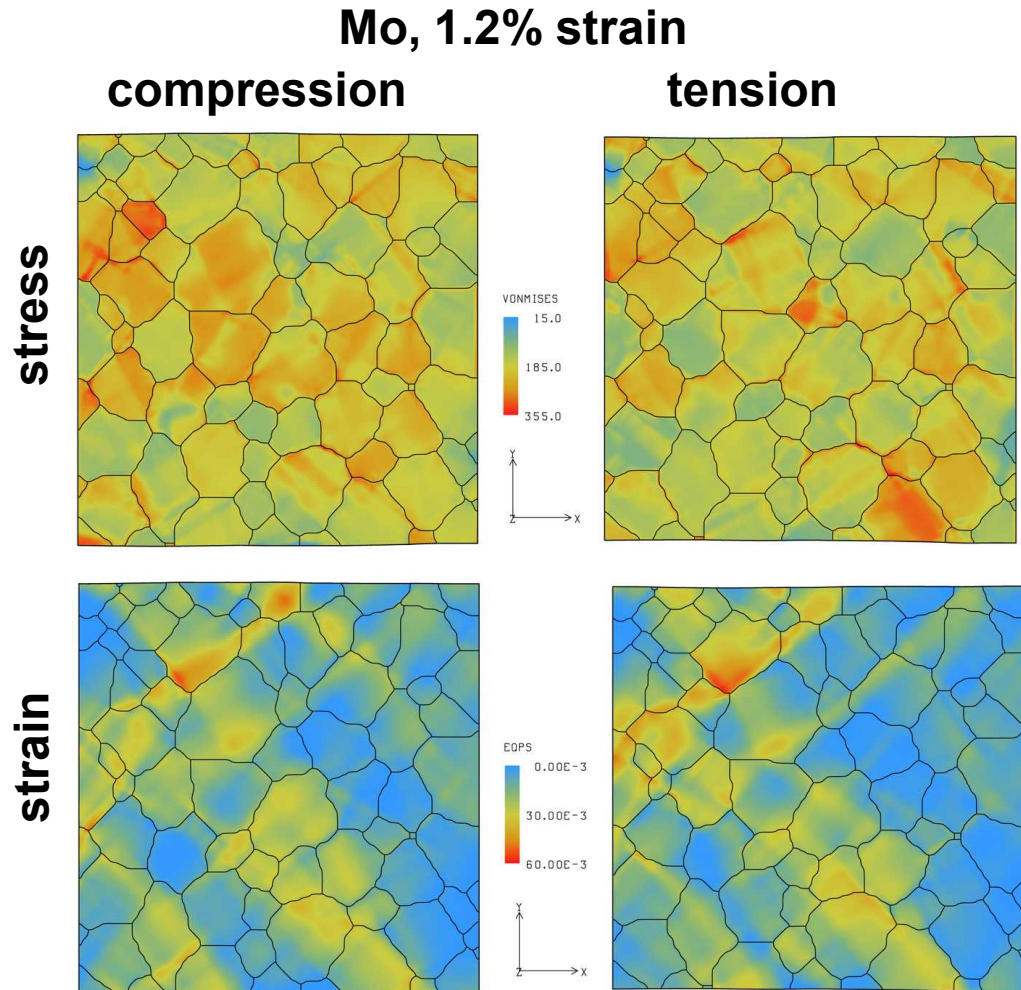 Mo, 1.2% strain
compression tension
stress
VONMISES
15.0
185.0
355.0
Y
Z X
strain
EQPS
0.00E-3
30.00E-3
60.00E-3
Y
Z X